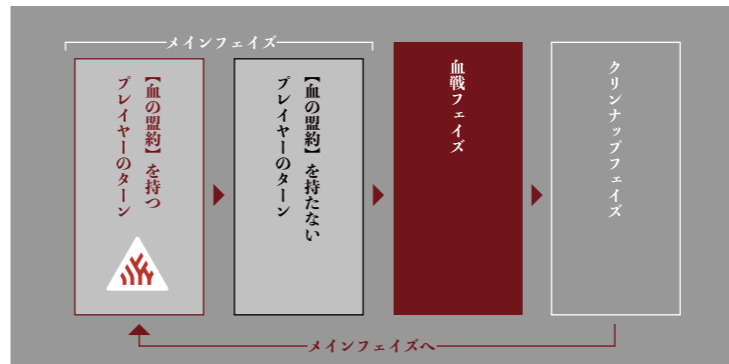 メインフェイズ
【血の盟約】を持つ
プレイヤーのターン
【血の盟約】を持たない
プレイヤーのターン
血戦フェイズ
クリンナップフェイズ
メインフェイズへ